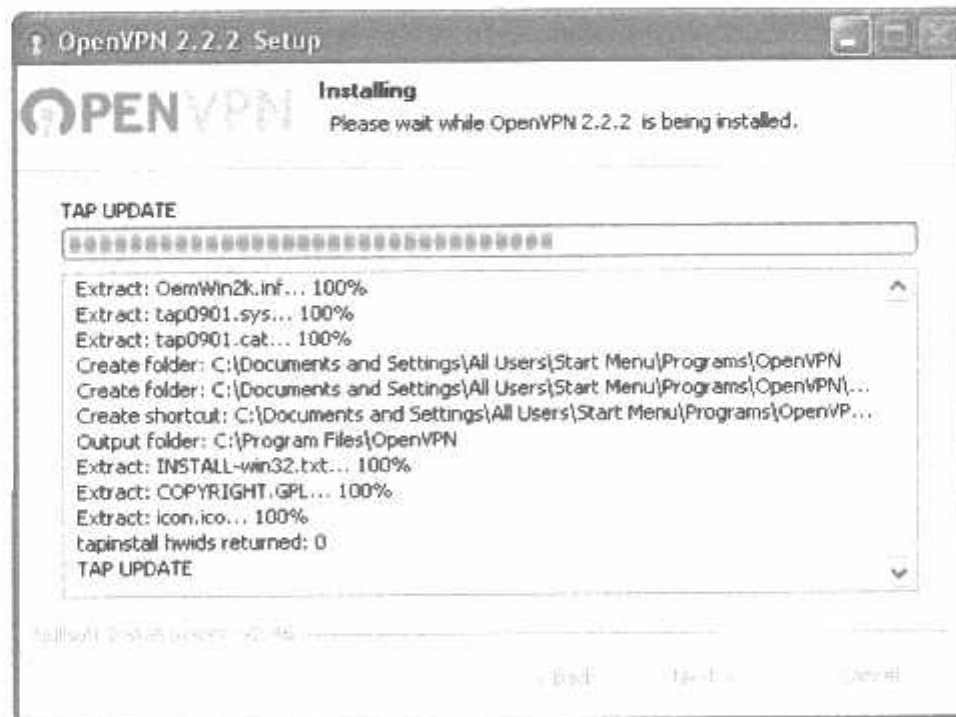 OpenVPN 2.2.2 Setup
OPENVPN
Installing
Please wait while OpenVPN 2.2.2 is being installed.
TAP UPDATE
Extract: OemWin2k.inf... 100%
Extract: tap0901.sys... 100%
Extract: tap0901.cat... 100%
Create folder: C:\Documents and Settings\All Users\Start Menu\Programs\OpenVPN
Create folder: C:\Documents and Settings\All Users\Start Menu\Programs\OpenVPN\...
Create shortcut: C:\Documents and Settings\All Users\Start Menu\Programs\OpenVP...
Output folder: C:\Program Files\OpenVPN
Extract: INSTALL-win32.txt... 100%
Extract: COPYRIGHT.GPL... 100%
Extract: icon.ico... 100%
tapinstall hwids returned: 0
TAP UPDATE